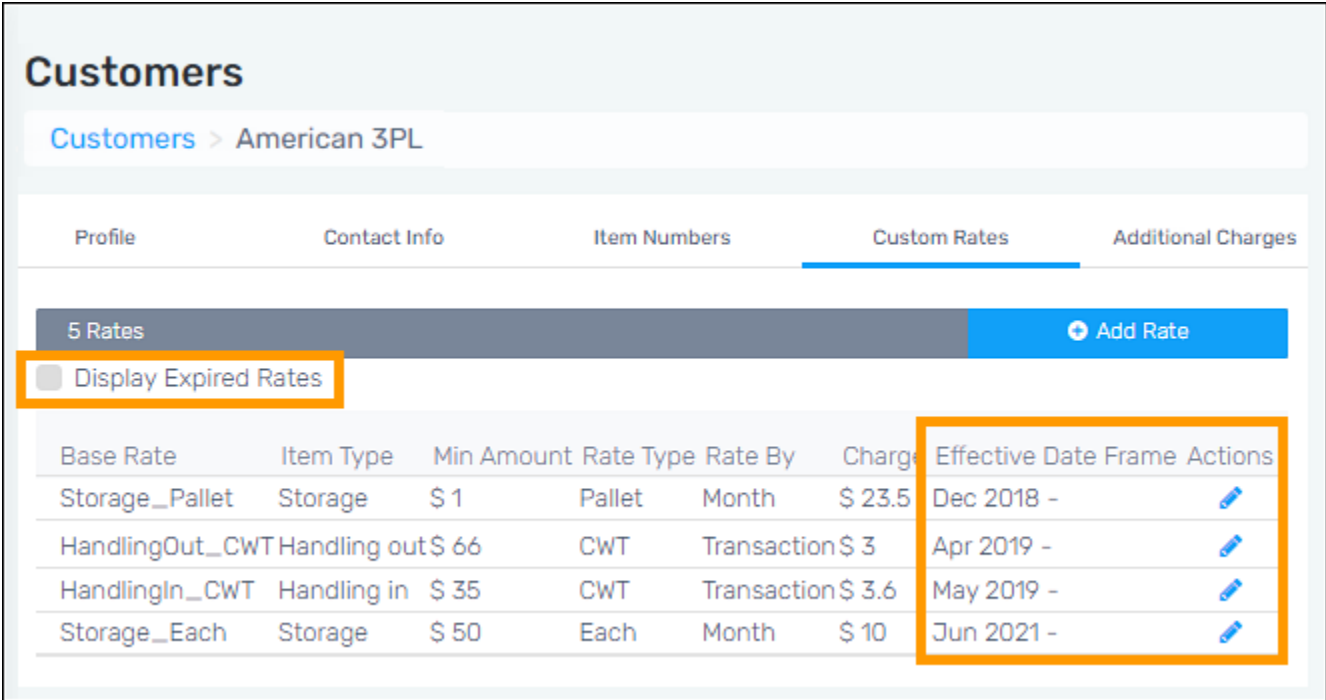 Customers
Customers > American 3PL
Profile Contact Info Item Numbers Custom Rates Additional Charges
5 Rates Add Rate
Display Expired Rates
Base Rate Item Type Min Amount Rate Type Rate By Charge Effective Date Frame Actions
Storage_Pallet Storage $ 1 Pallet Month $ 23.5 Dec 2018 -
HandlingOut_CWT Handling out $ 66 CWT Transaction $ 3 Apr 2019 -
HandlingIn_CWT Handling in $ 35 CWT Transaction $ 3.6 May 2019 -
Storage_Each Storage $ 50 Each Month $ 10 Jun 2021 -